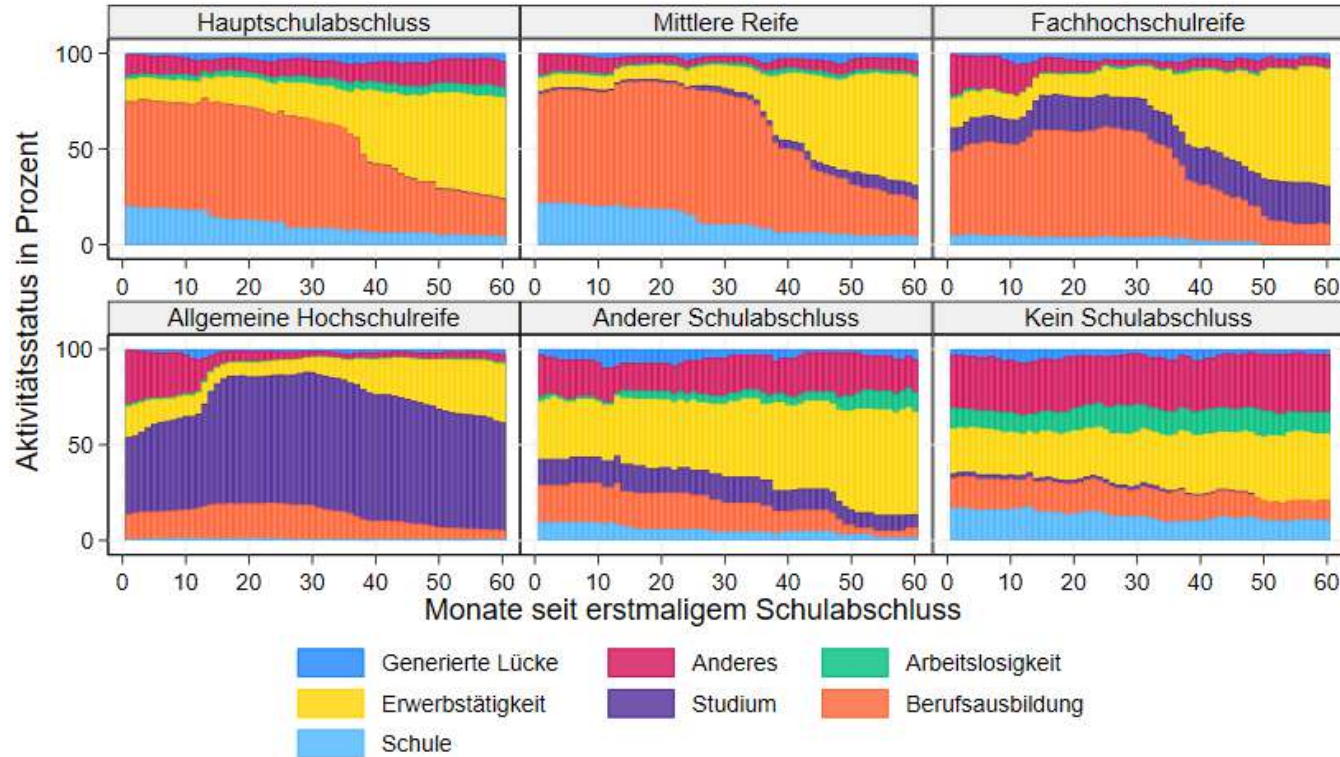 Hauptschulabschluss Mittlere Reife Fachhochschulreife
100
50
0
0 10 20 30 40 50 60 0 10 20 30 40 50 60 0 10 20 30 40 50 60
Allgemeine Hochschulreife Anderer Schulabschluss Kein Schulabschluss
100
50
0
0 10 20 30 40 50 60 0 10 20 30 40 50 60 0 10 20 30 40 50 60
Aktivitätsstatus in Prozent
Monate seit erstmaligem Schulabschluss
Generierte Lücke Anderes Arbeitslosigkeit
Erwerbstätigkeit Studium Berufsausbildung
Schule